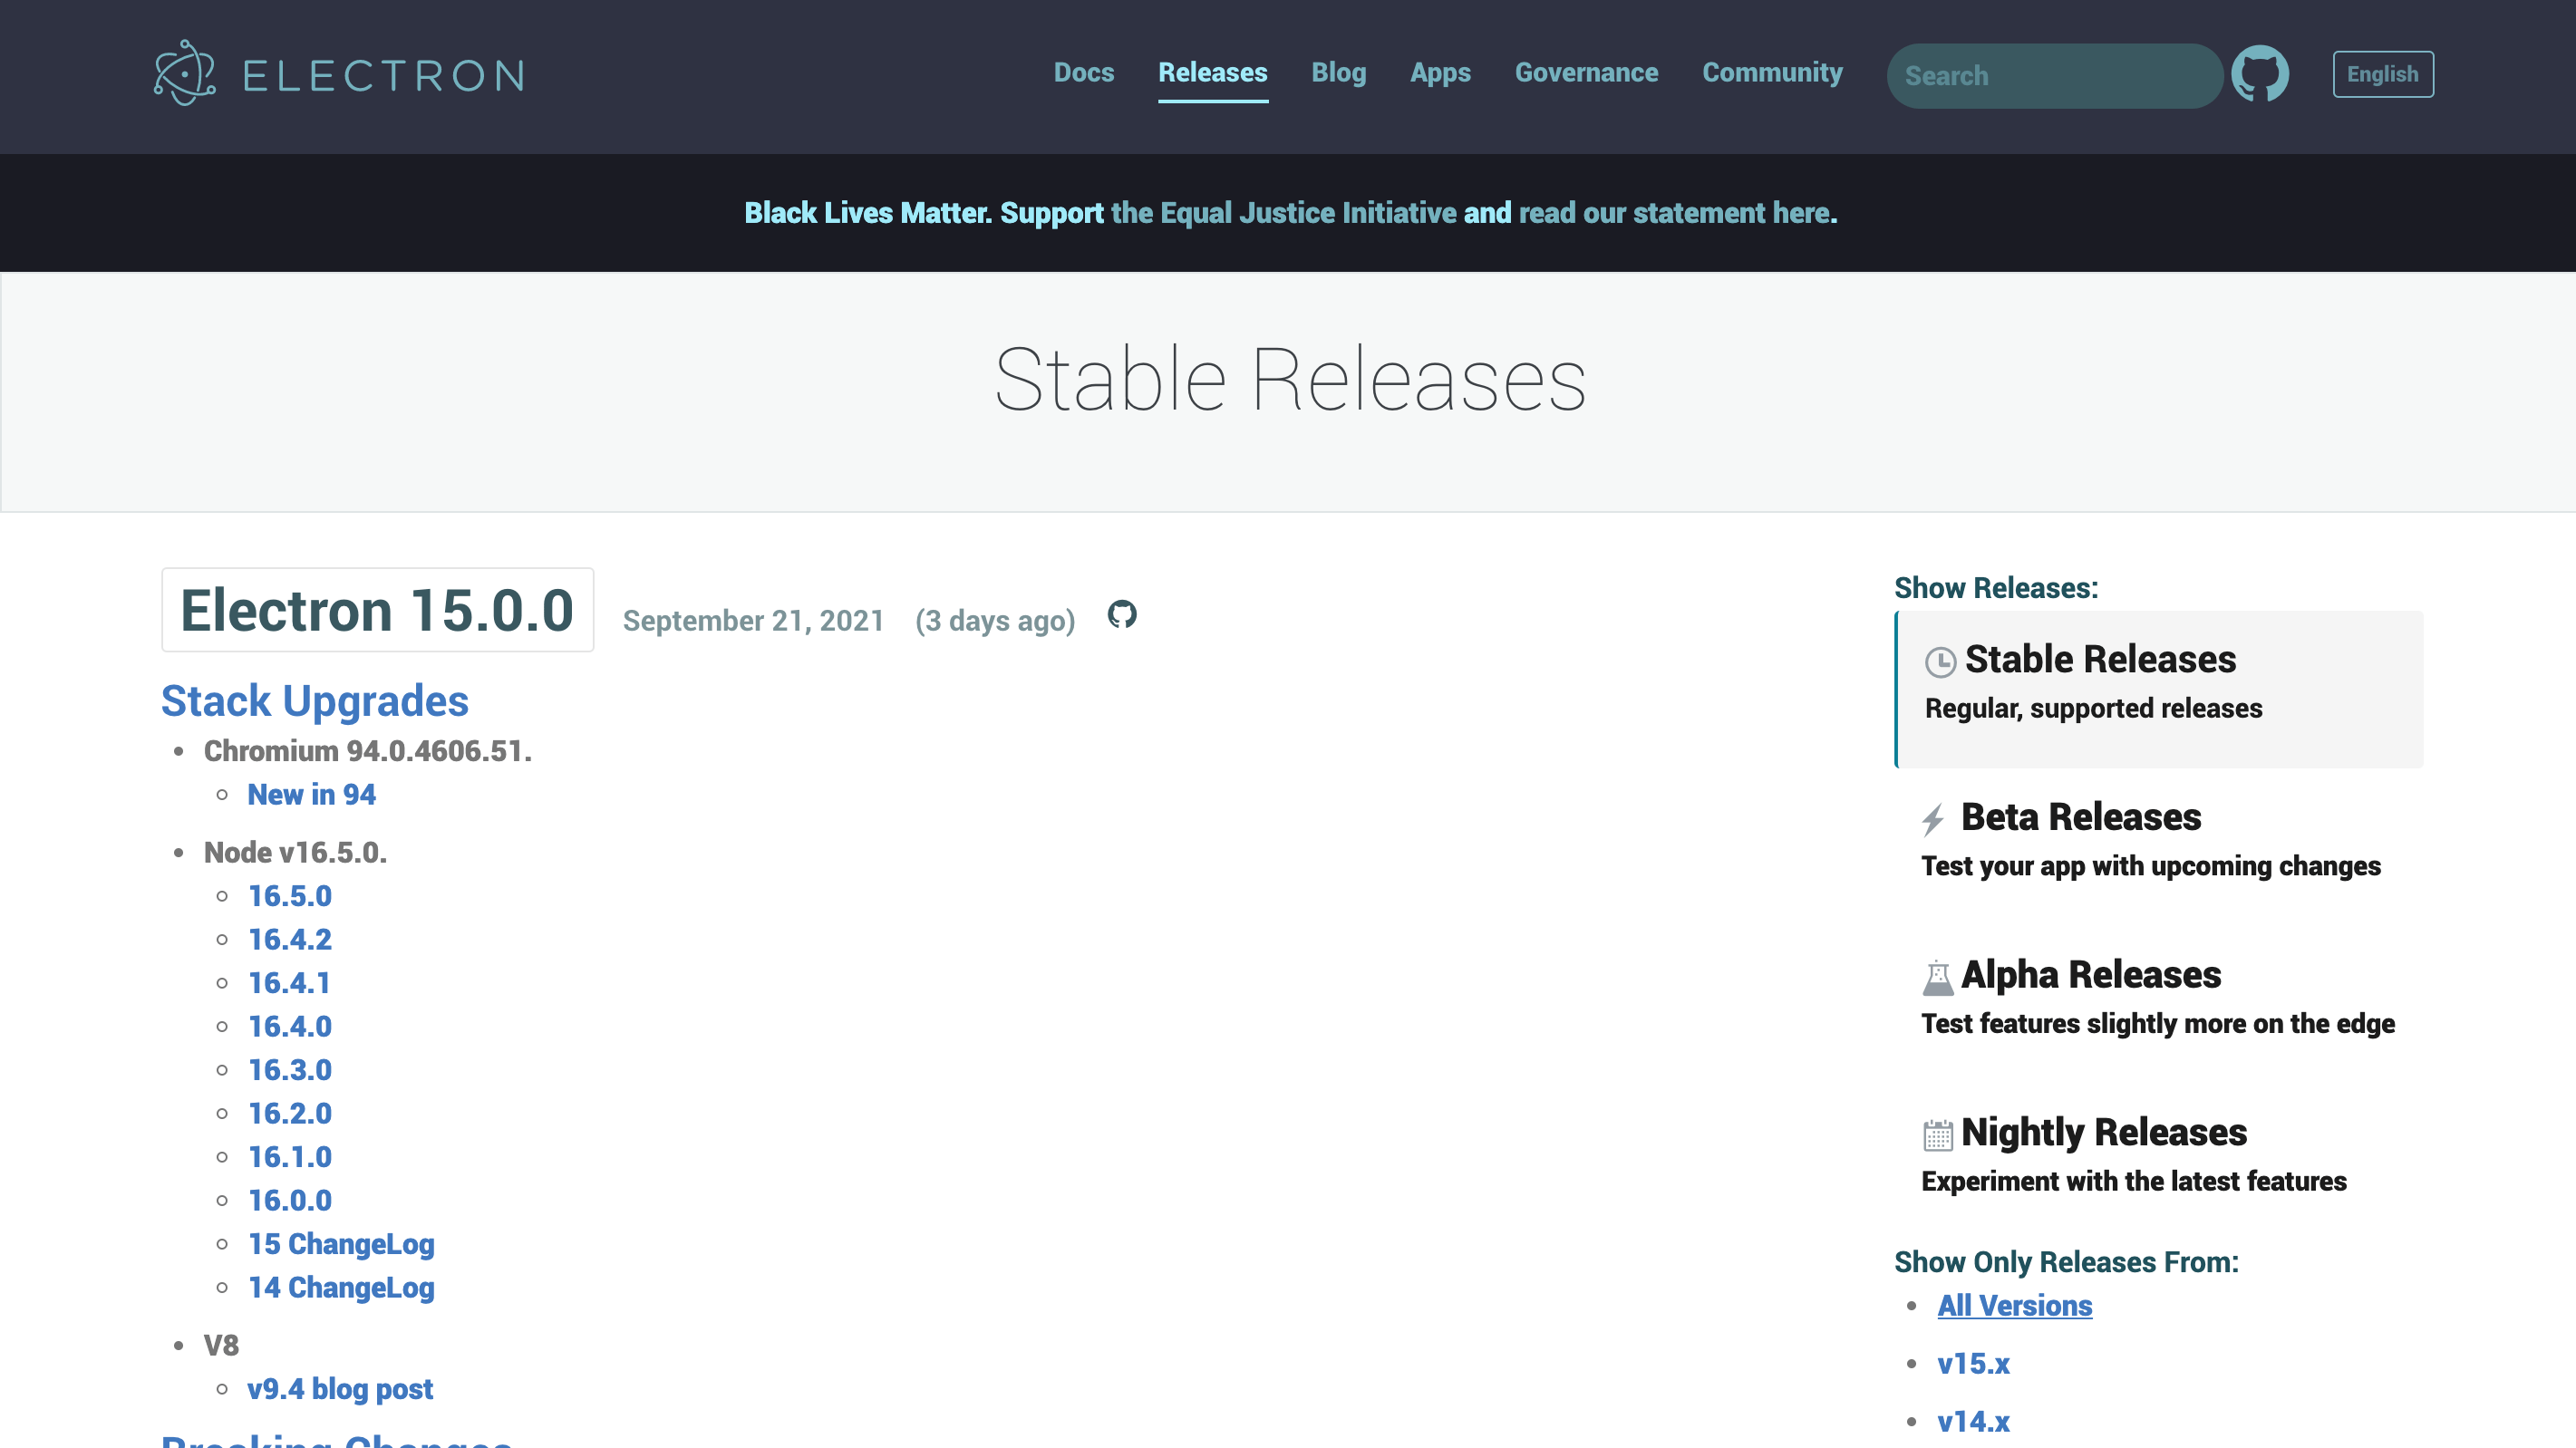 ELECTRON
Docs Releases Blog Apps Governance Community Search English
Black Lives Matter. Support the Equal Justice Initiative and read our statement here.
Stable Releases
Electron 15.0.0 September 21, 2021 (3 days ago)
Stack Upgrades
Chromium 94.0.4606.51.
New in 94
Node v16.5.0.
16.5.0
16.4.2
16.4.1
16.4.0
16.3.0
16.2.0
16.1.0
16.0.0
15 ChangeLog
14 ChangeLog
V8
v9.4 blog post
Breaking Changes
Show Releases:
Stable Releases
Regular, supported releases
Beta Releases
Test your app with upcoming changes
Alpha Releases
Test features slightly more on the edge
Nightly Releases
Experiment with the latest features
Show Only Releases From:
All Versions
v15.x
v14.x